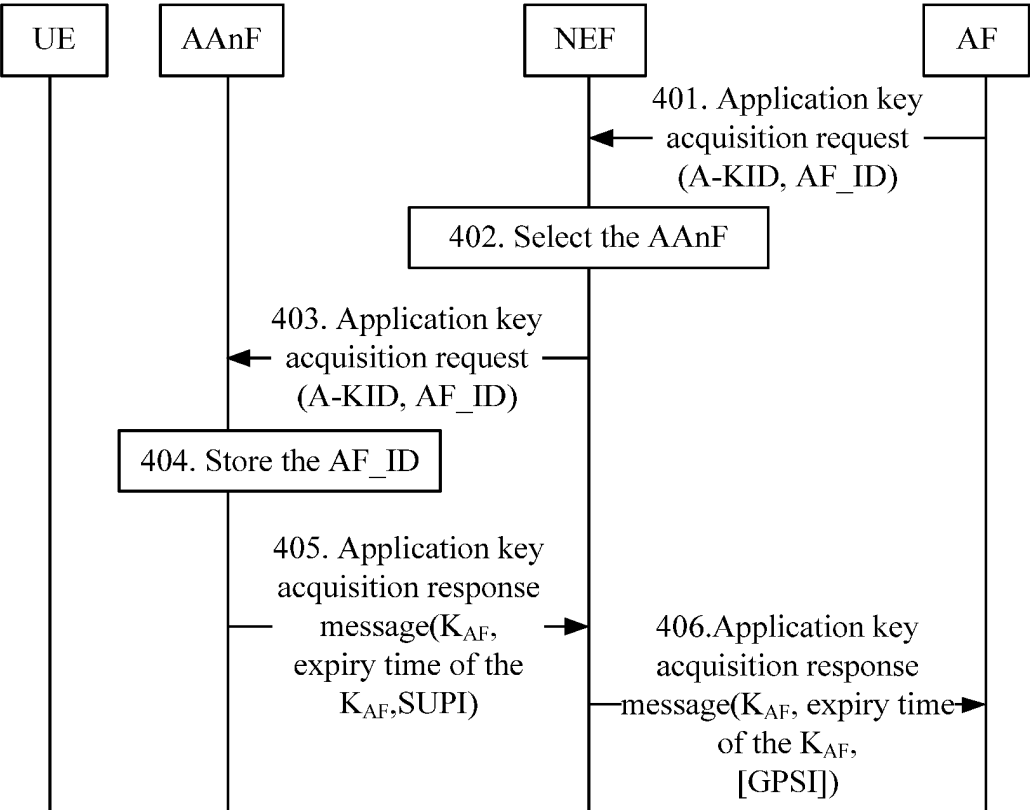 UE
AAnF
NEF
AF
401. Application key
acquisition request
(A-KID, AF_ID)
402. Select the AAnF
403. Application key
acquisition request
(A-KID, AF_ID)
404. Store the AF_ID
405. Application key
acquisition response
message(KAF,
expiry time of the
KAF,SUPI)
406.Application key
acquisition response
message(KAF, expiry time
of the KAF,
[GPSI])